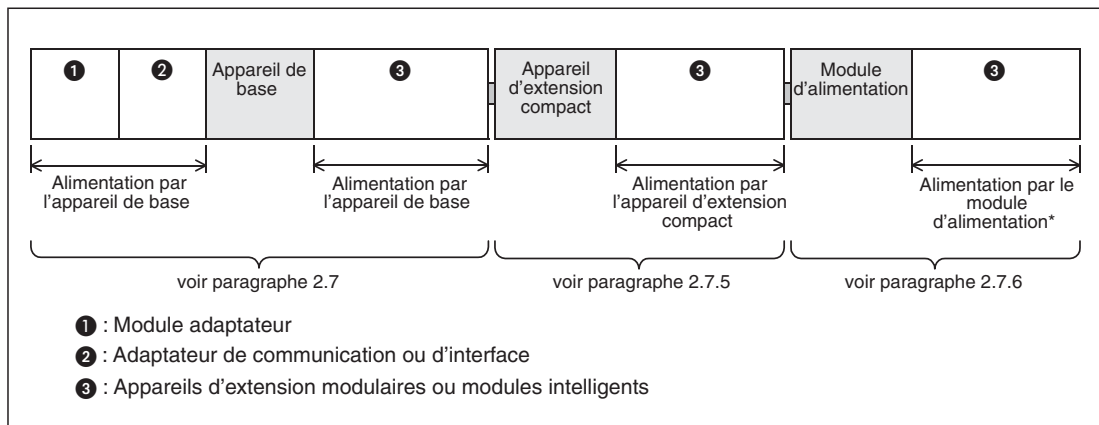 ❶
❷
Appareil de
base
❸
Appareil
d'extension
compact
❸
Module
d'alimentation
❸
Alimentation par
l'appareil de base
Alimentation par
l'appareil de base
Alimentation par
l'appareil d'extension
compact
Alimentation par le
module
d'alimentation*
voir paragraphe 2.7
voir paragraphe 2.7.5
voir paragraphe 2.7.6
❶ : Module adaptateur
❷ : Adaptateur de communication ou d'interface
❸ : Appareils d'extension modulaires ou modules intelligents